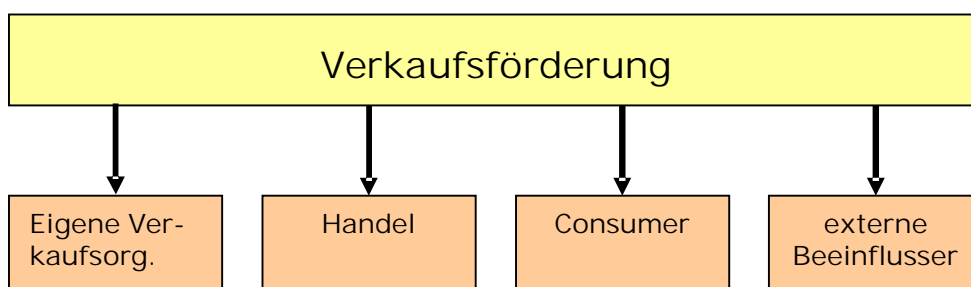 Verkaufsförderung
Eigene Ver-
kaufsorg.
Handel
Consumer
externe
Beeinflusser